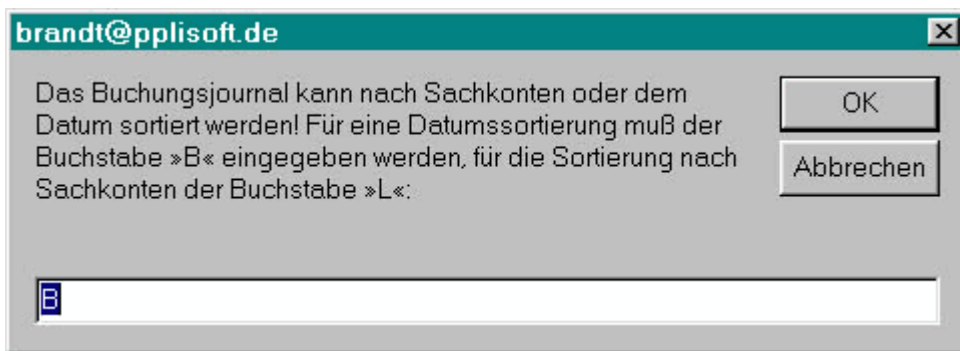 brandt@pplisoft.de
Das Buchungsjournal kann nach Sachkonten oder dem
Datum sortiert werden! Für eine Datumssortierung muß der
Buchstabe »B« eingegeben werden, für die Sortierung nach
Sachkonten der Buchstabe »L«:
OK
Abbrechen
B